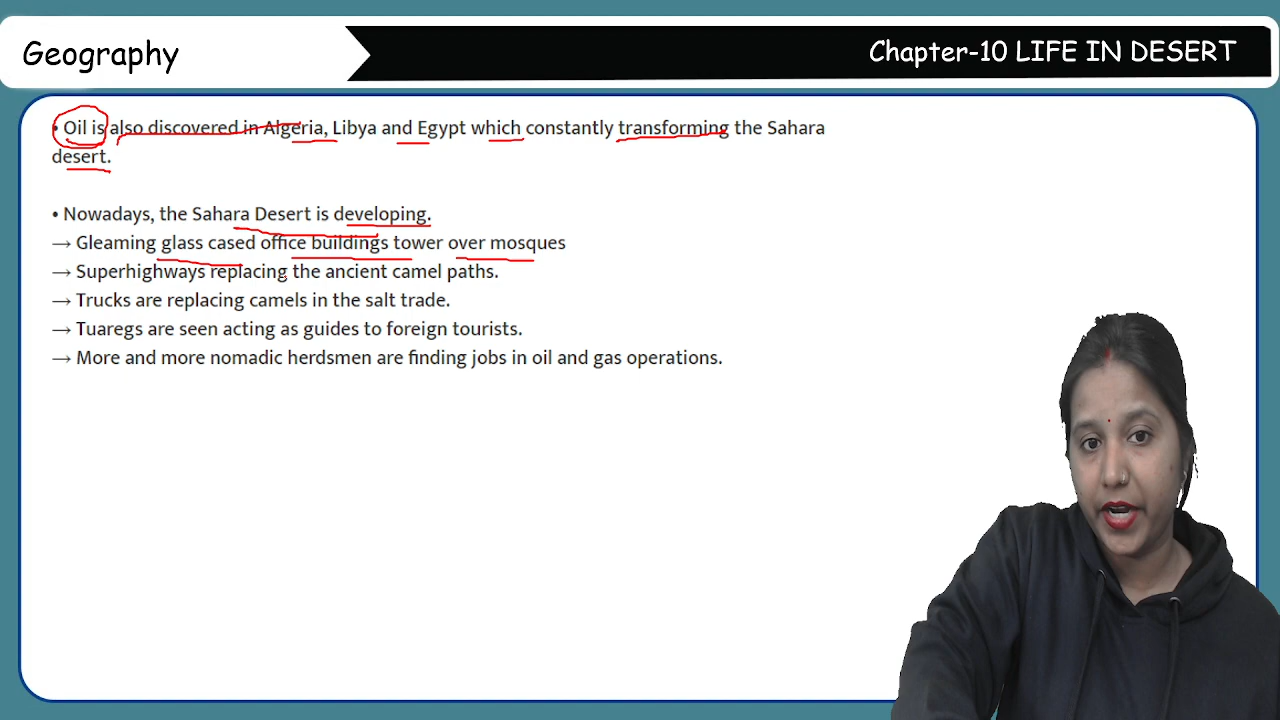 Geography
Chapter-10 LIFE IN DESERT
• Oil is also discovered in Algeria, Libya and Egypt which constantly transforming the Sahara
desert.
• Nowadays, the Sahara Desert is developing.
→ Gleaming glass cased office buildings tower over mosques
→ Superhighways replacing the ancient camel paths.
→ Trucks are replacing camels in the salt trade.
→ Tuaregs are seen acting as guides to foreign tourists.
→ More and more nomadic herdsmen are finding jobs in oil and gas operations.